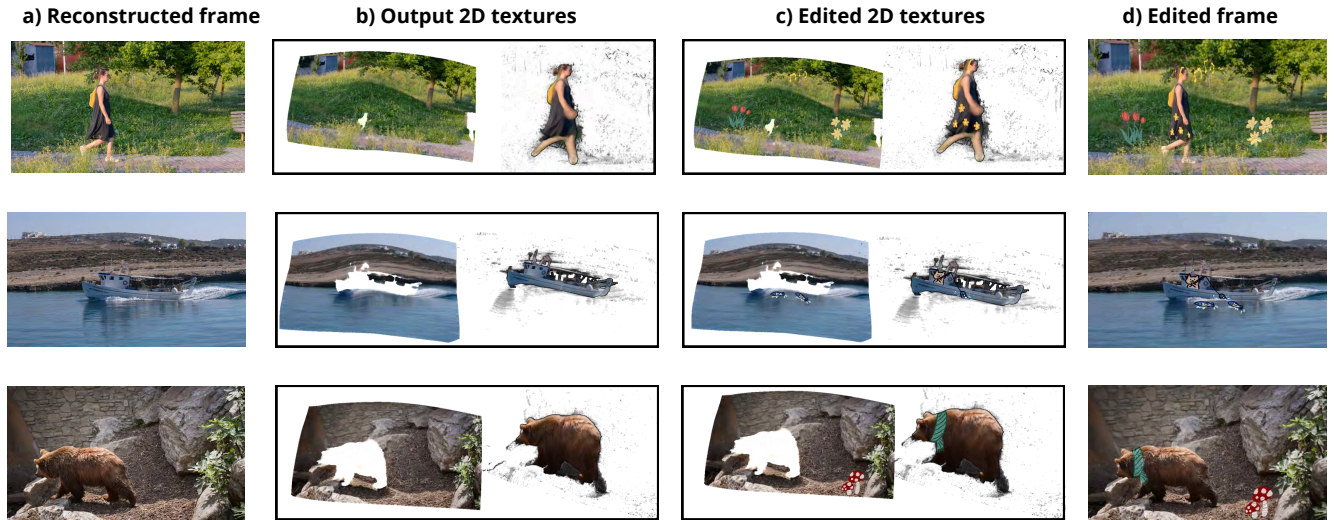 a) Reconstructed frame
b) Output 2D textures
c) Edited 2D textures
d) Edited frame